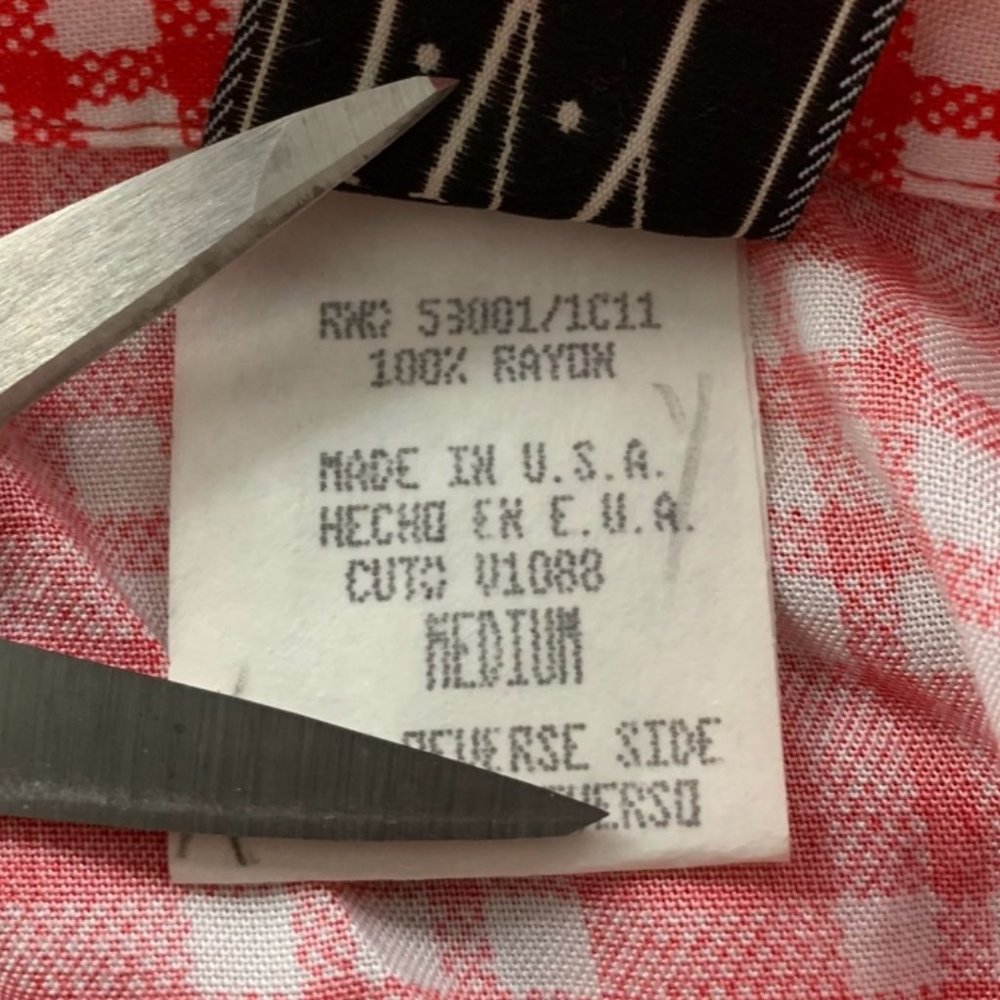 RN# 53001/1C11
100% RAYON
MADE IN U.S.A.
HECHO EN E.U.A.
CUT# V1088
MEDIUM
REVERSE SIDE